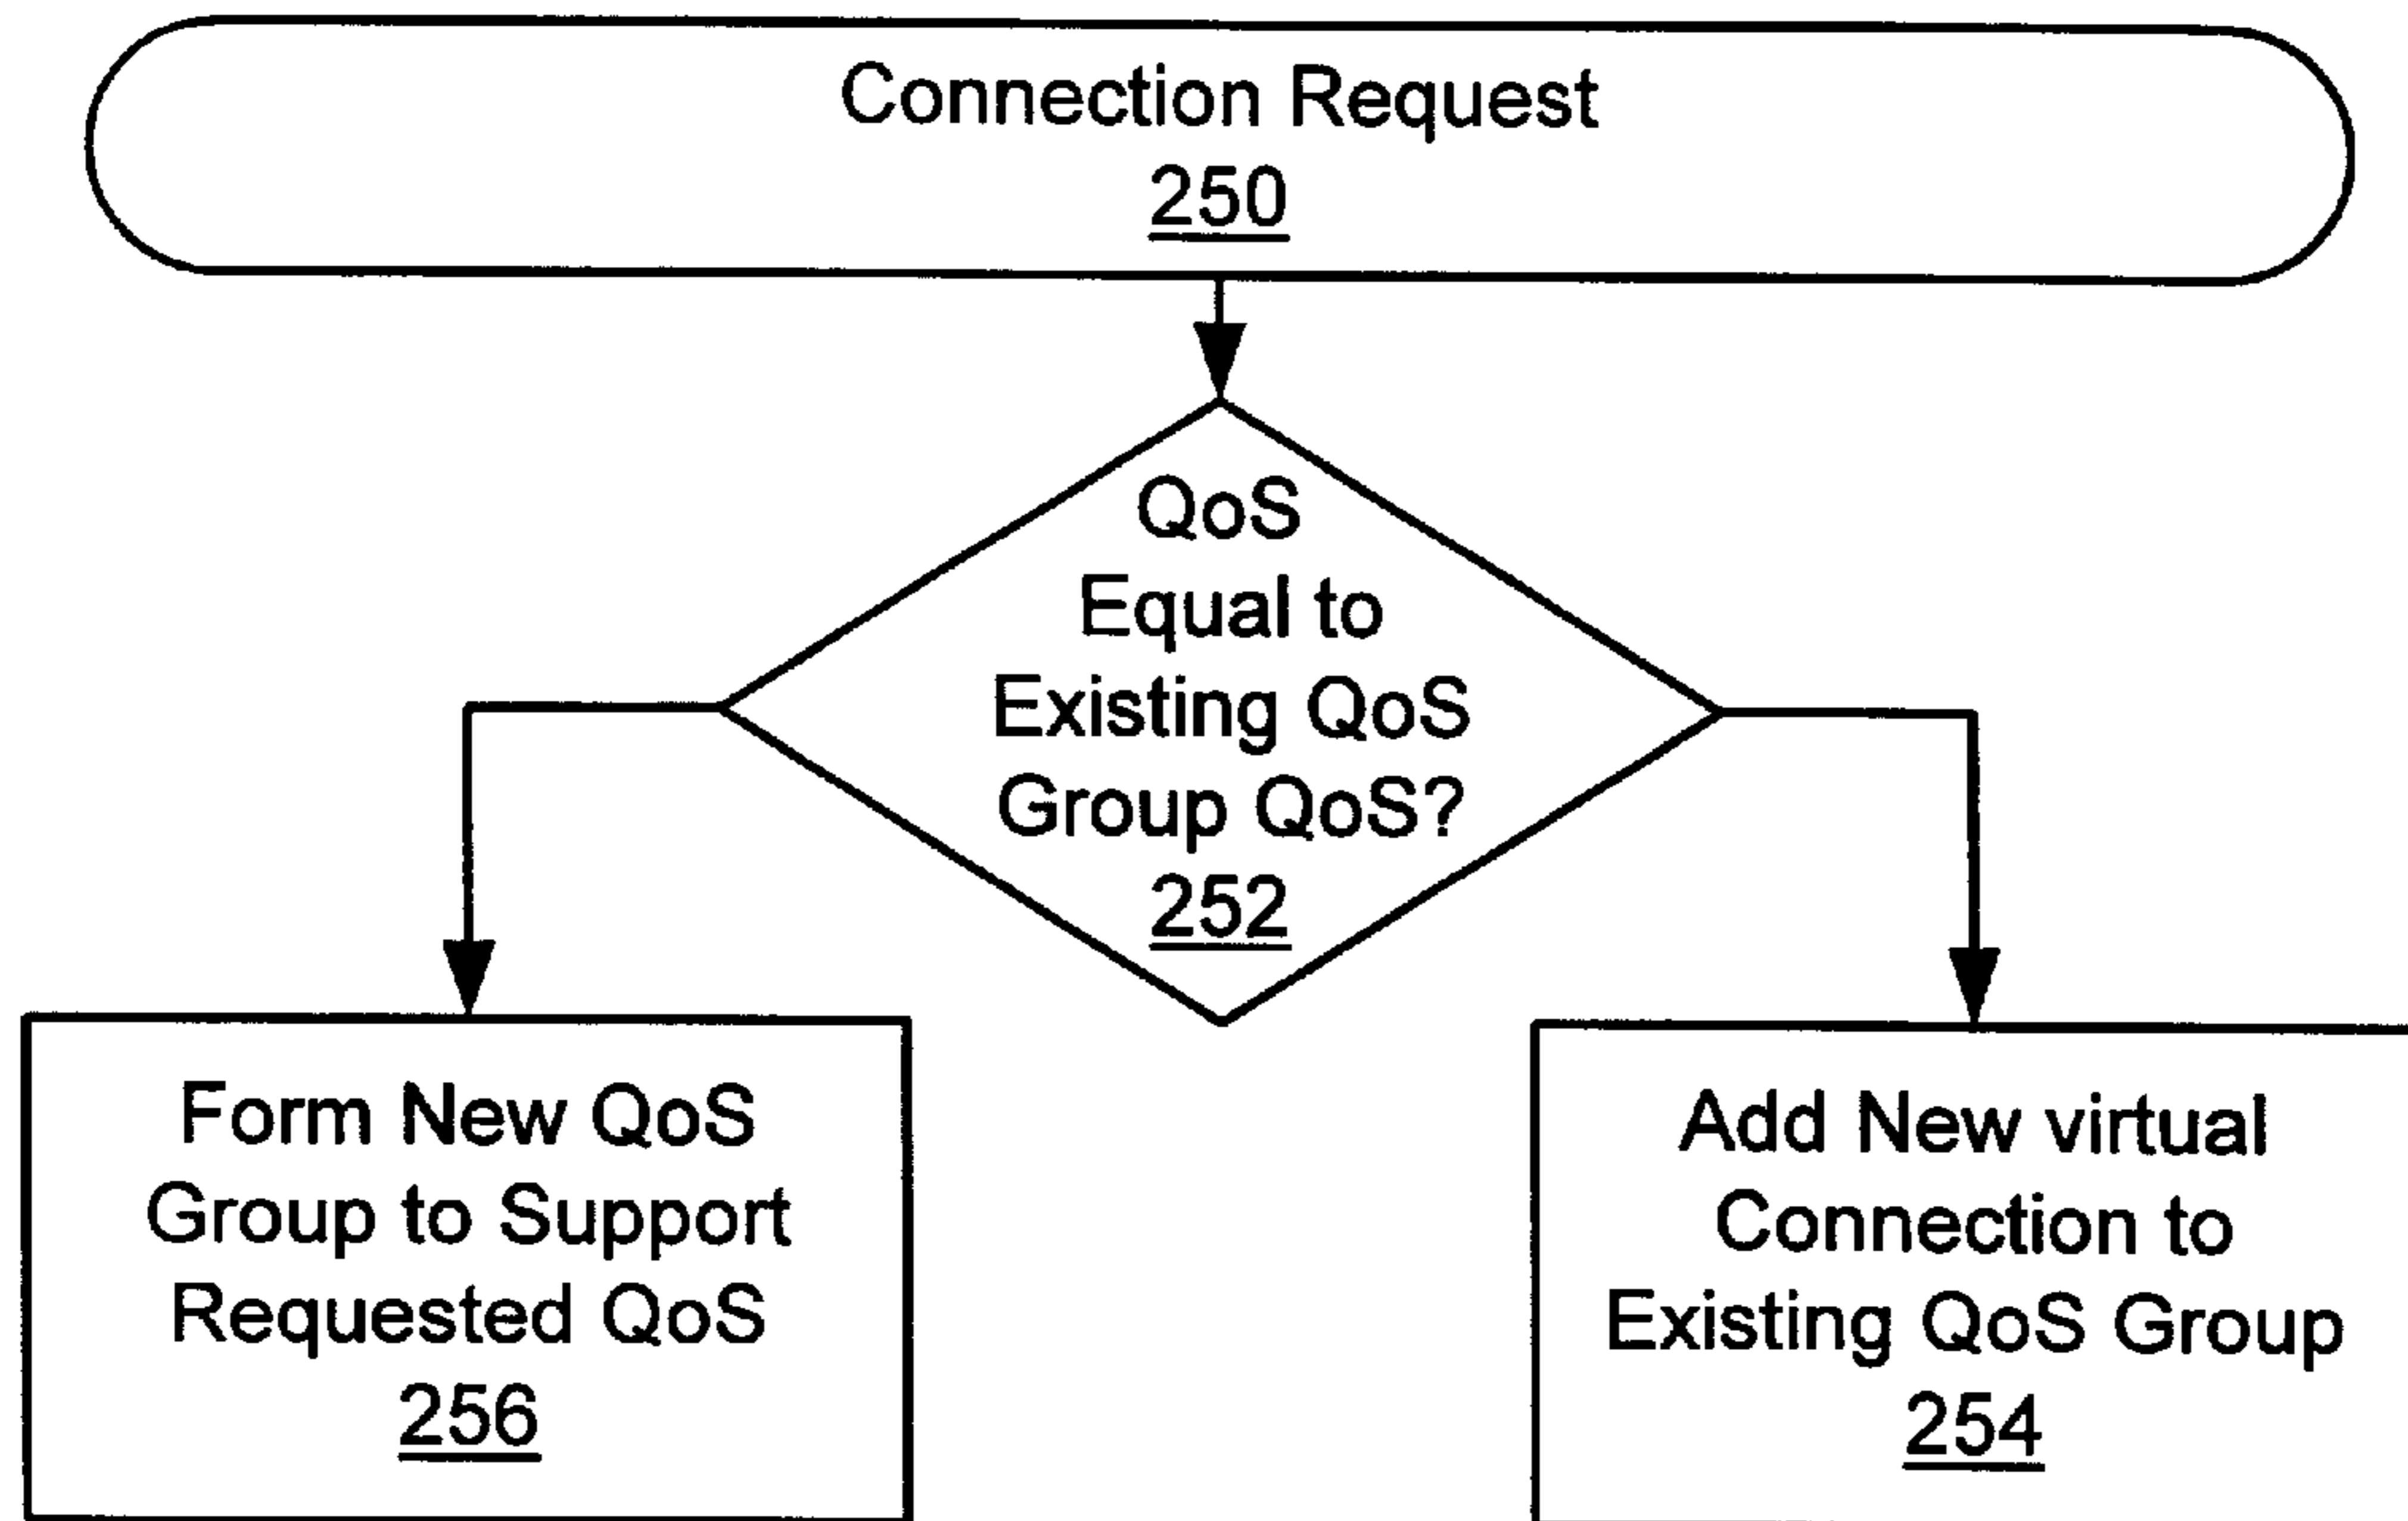 Connection Request
250
QoS
Equal to
Existing QoS
Group QoS?
252
Form New QoS
Group to Support
Requested QoS
256
Add New virtual
Connection to
Existing QoS Group
254